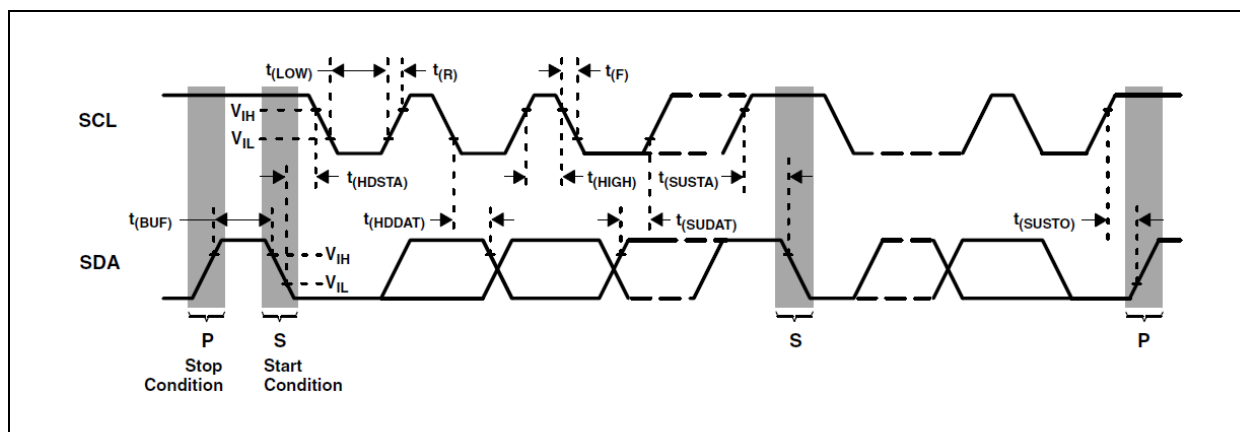 t(LOW)
t(R)
t(F)
VIH
SCL
VIL
t(HDSTA)
t(HIGH)
t(SUSTA)
t(BUF)
t(HDDAT)
t(SUDAT)
t(SUSTO)
VIH
SDA
VIL
P
S
S
P
Stop Start
Condition Condition